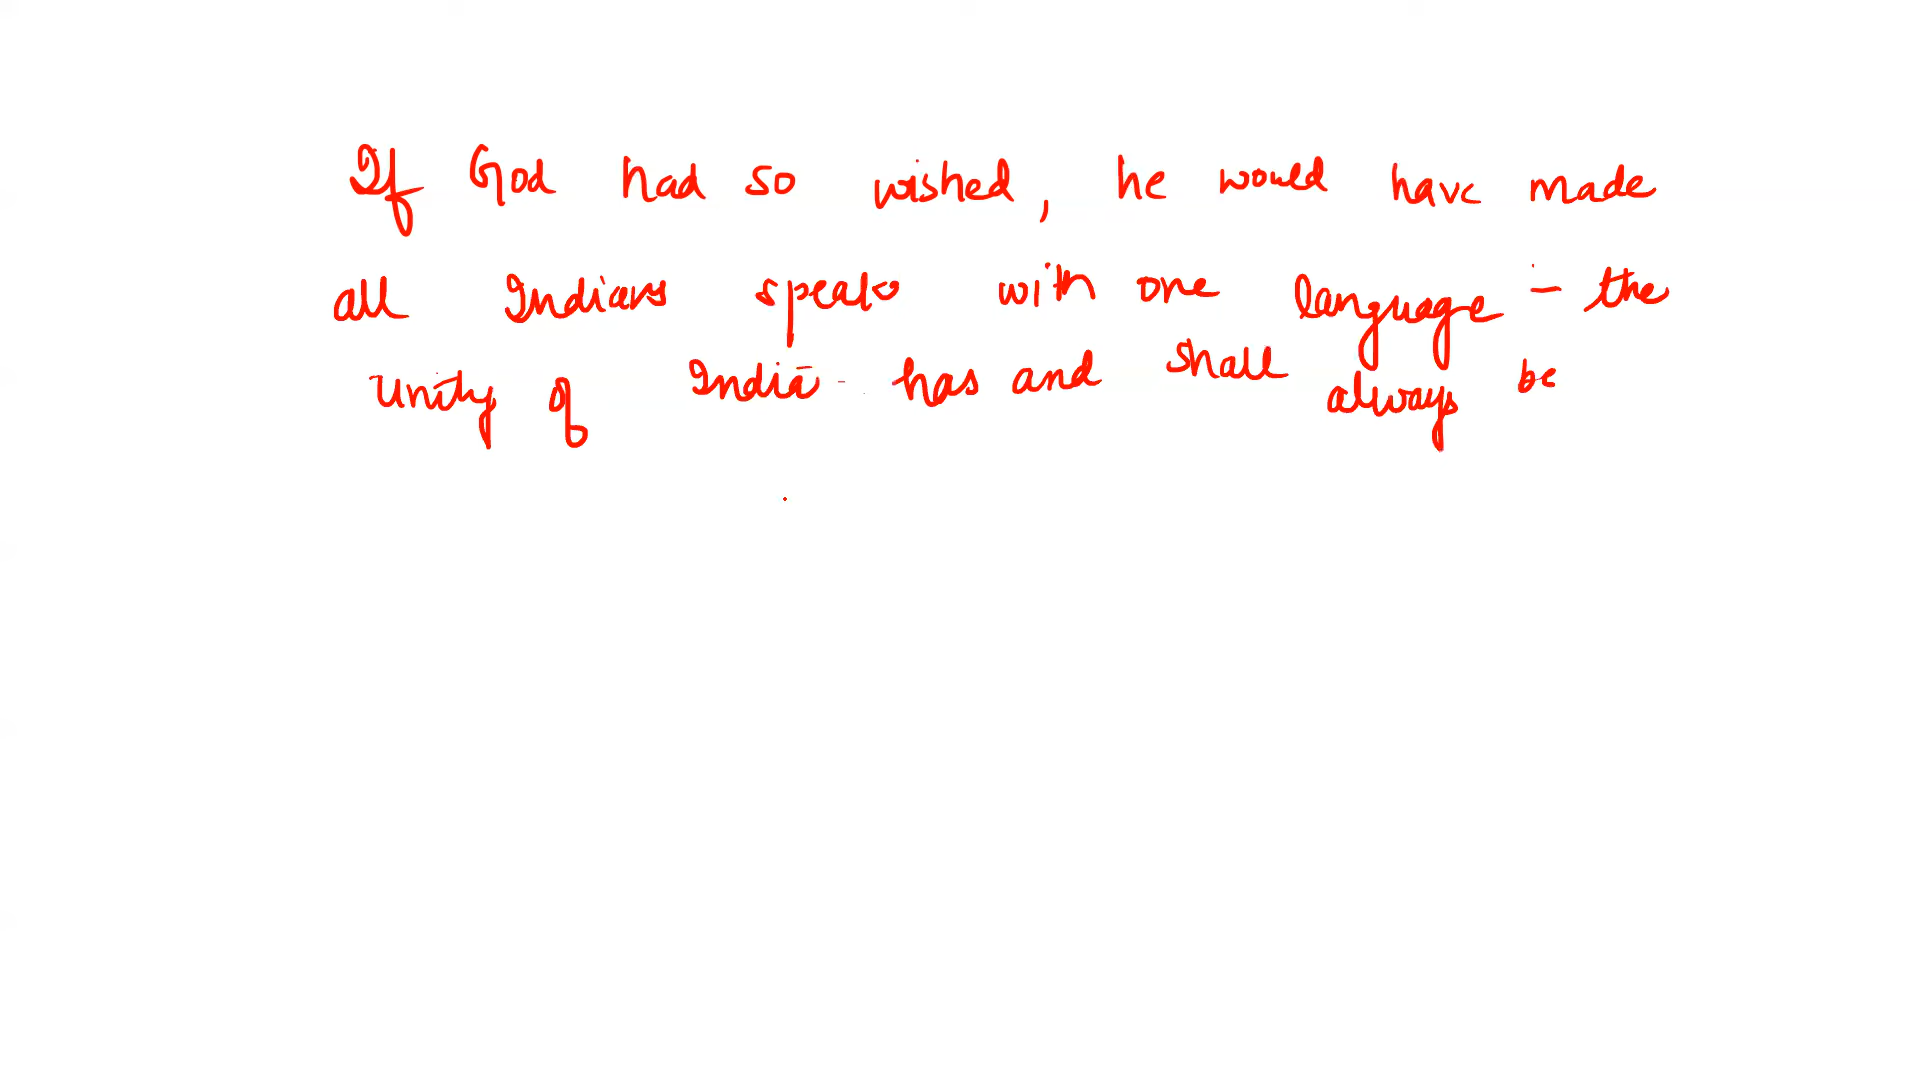 If God had so wished, he would have made
all Indians speak with one language - the
unity of India has and shall always be